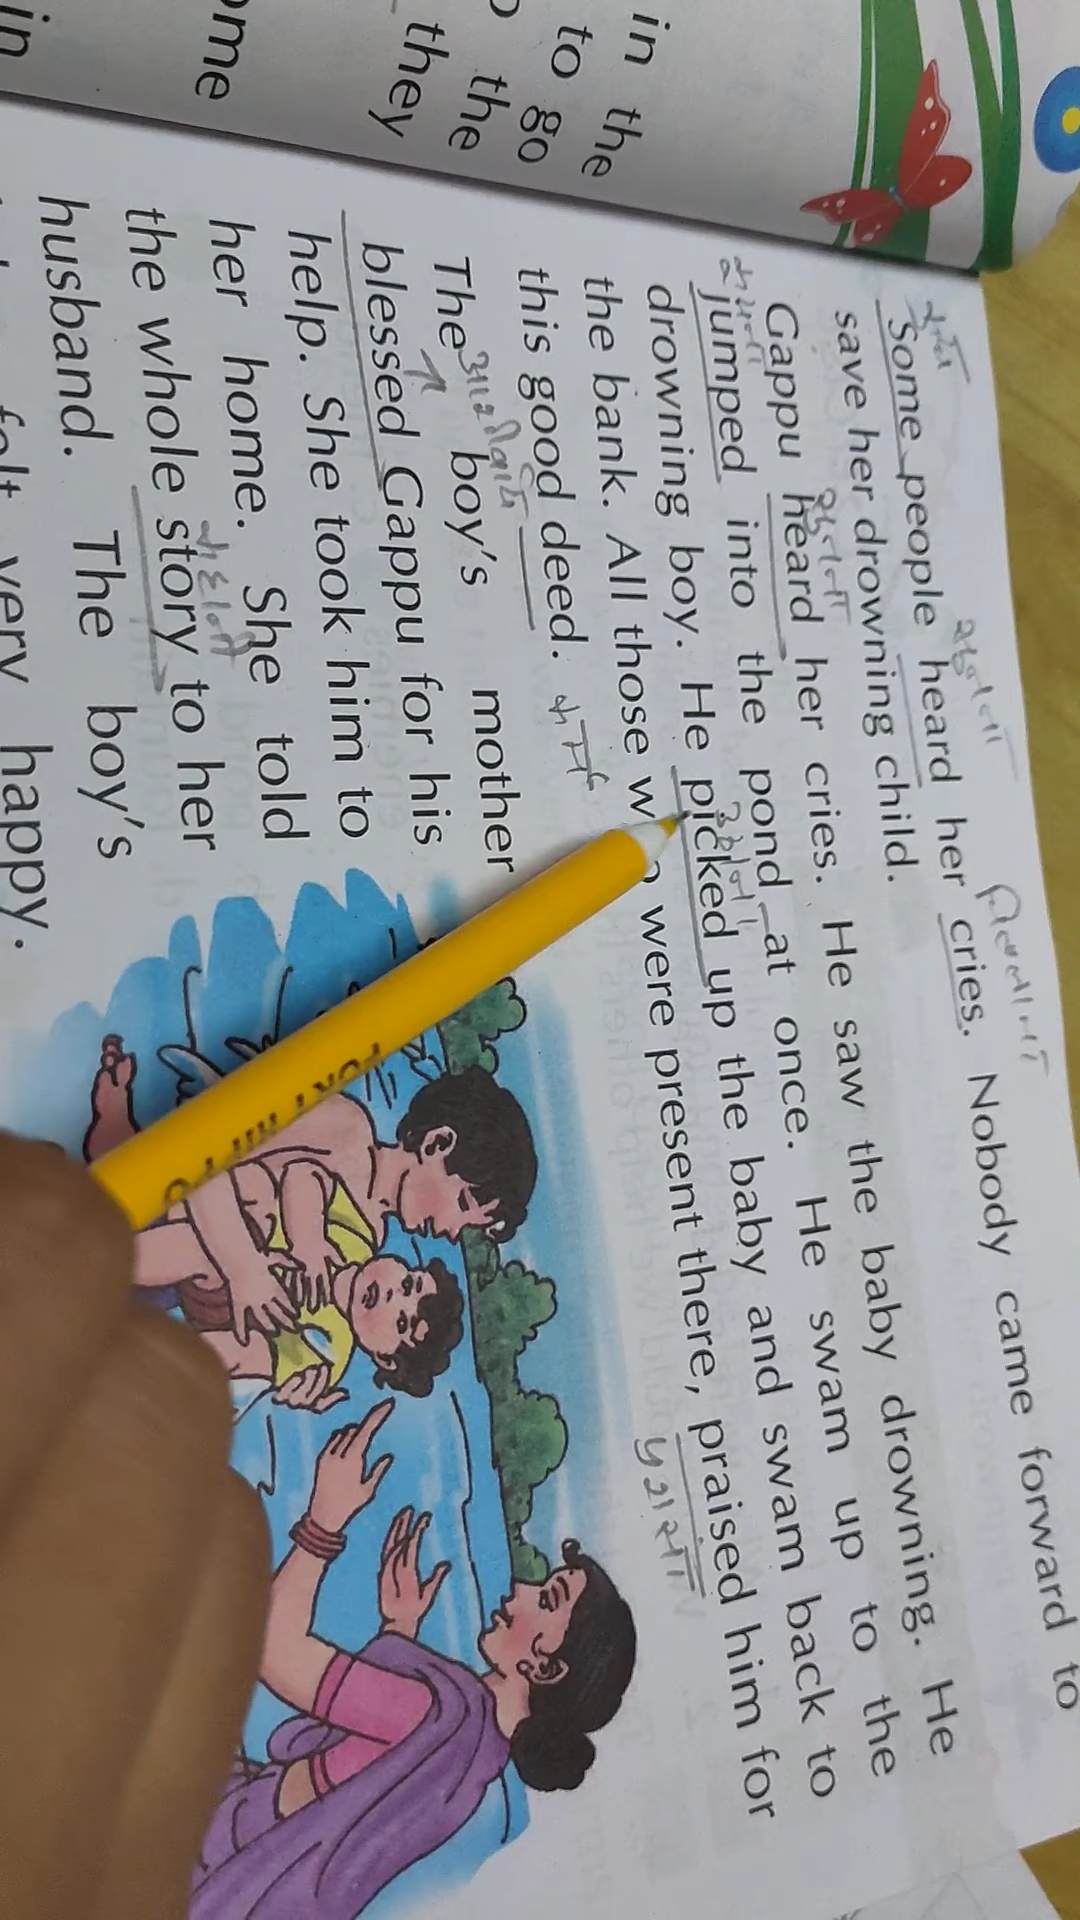 in the
to go
the
they
ome
in
Some people heard her cries. Nobody came forward to
save her drowning child.
Gappu heard her cries. He saw the baby drowning. He
jumped into the pond at once. He swam up to the
drowning boy. He picked up the baby and swam back to
the bank. All those w were present there, praised him for
this good deed. कार्य
The boy's mother
blessed Gappu for his
help. She took him to
her home. She told
the whole story to her
husband. The boy's
felt very happy.